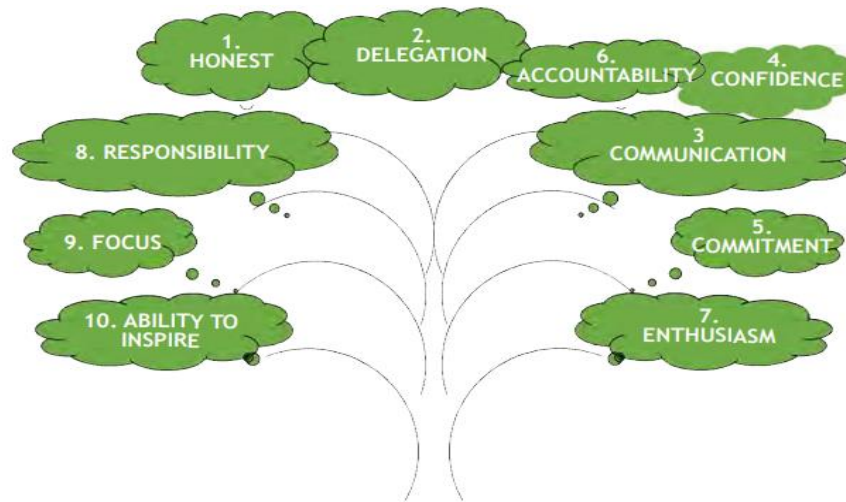 1.
HONEST
2.
DELEGATION
6.
ACCOUNTABILITY
4.
CONFIDENCE
8. RESPONSIBILITY
3
COMMUNICATION
9. FOCUS
5.
COMMITMENT
10. ABILITY TO
INSPIRE
7.
ENTHUSIASM